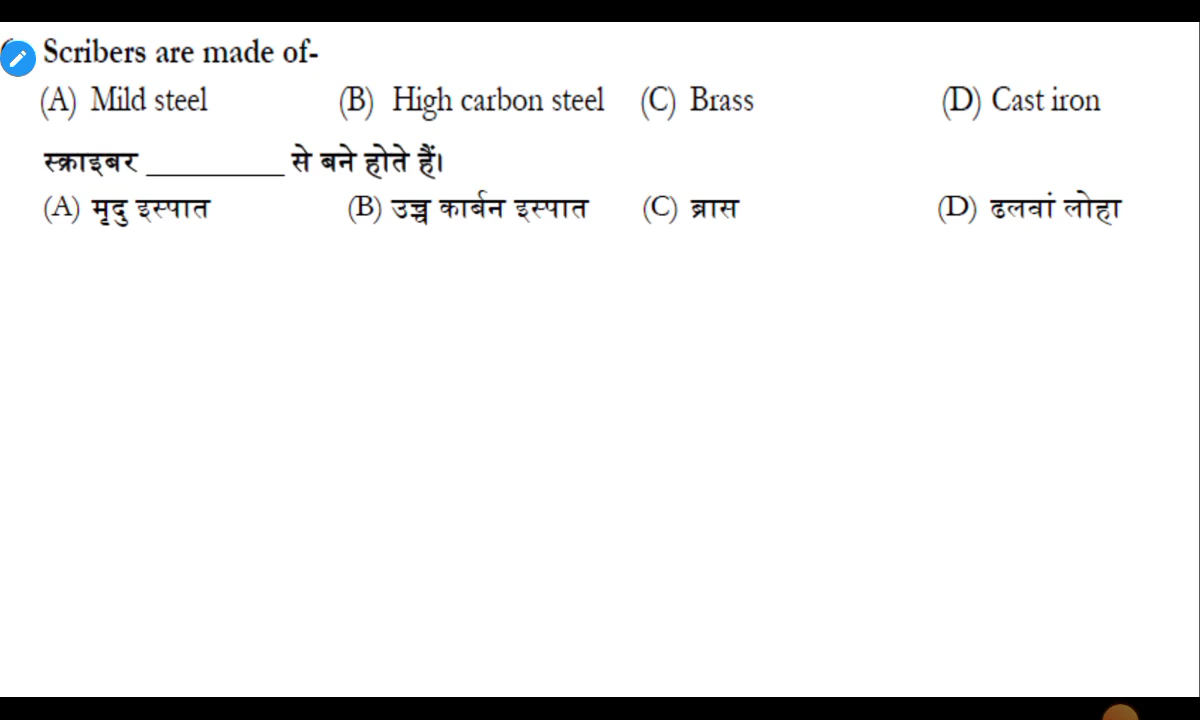 Scribers are made of-
(A) Mild steel (B) High carbon steel (C) Brass (D) Cast iron
स्क्राइबर __________ से बने होते हैं।
(A) मृदु इस्पात (B) उच्च कार्बन इस्पात (C) ब्रास (D) ढलवां लोहा